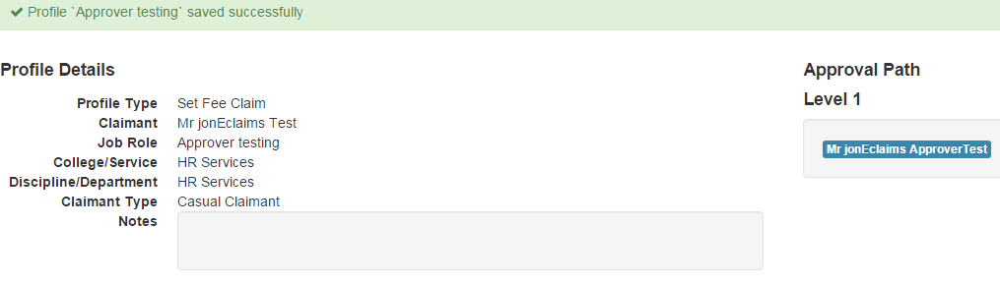 Profile `Approver testing` saved successfully
Profile Details
Profile Type Set Fee Claim
Claimant Mr jonEclaims Test
Job Role Approver testing
College/Service HR Services
Discipline/Department HR Services
Claimant Type Casual Claimant
Notes
Approval Path
Level 1
Mr jonEclaims ApproverTest